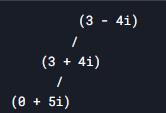 (3 - 4i)
/
(3 + 4i)
/
(0 + 5i)